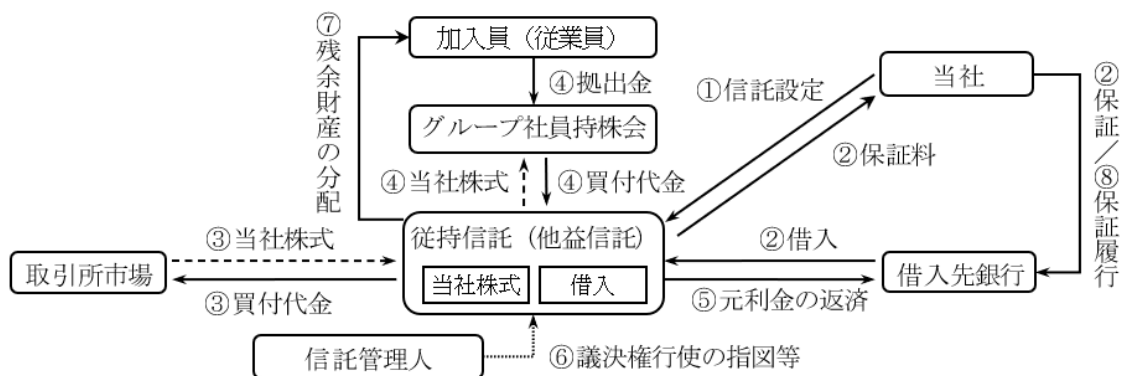 ⑦残余財産の分配
加入員（従業員）
④拠出金
グループ社員持株会
④当社株式
④買付代金
①信託設定
②保証料
当社
②保証／⑧保証履行
③当社株式
取引所市場
③買付代金
従持信託（他益信託）
当社株式
借入
②借入
⑤元利金の返済
借入先銀行
信託管理人
⑥議決権行使の指図等